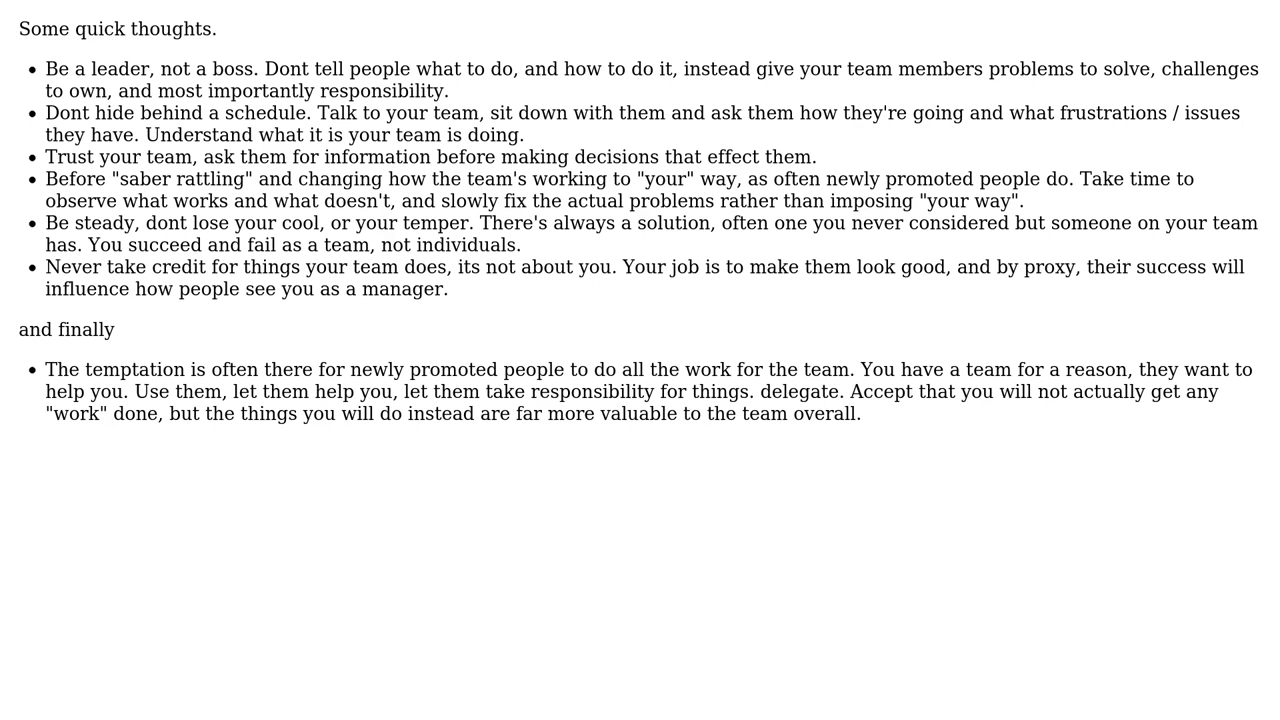 Some quick thoughts.
• Be a leader, not a boss. Dont tell people what to do, and how to do it, instead give your team members problems to solve, challenges
to own, and most importantly responsibility.
• Dont hide behind a schedule. Talk to your team, sit down with them and ask them how they're going and what frustrations / issues
they have. Understand what it is your team is doing.
• Trust your team, ask them for information before making decisions that effect them.
• Before "saber rattling" and changing how the team's working to "your" way, as often newly promoted people do. Take time to
observe what works and what doesn't, and slowly fix the actual problems rather than imposing "your way".
• Be steady, dont lose your cool, or your temper. There's always a solution, often one you never considered but someone on your team
has. You succeed and fail as a team, not individuals.
• Never take credit for things your team does, its not about you. Your job is to make them look good, and by proxy, their success will
influence how people see you as a manager.
and finally
• The temptation is often there for newly promoted people to do all the work for the team. You have a team for a reason, they want to
help you. Use them, let them help you, let them take responsibility for things. delegate. Accept that you will not actually get any
"work" done, but the things you will do instead are far more valuable to the team overall.